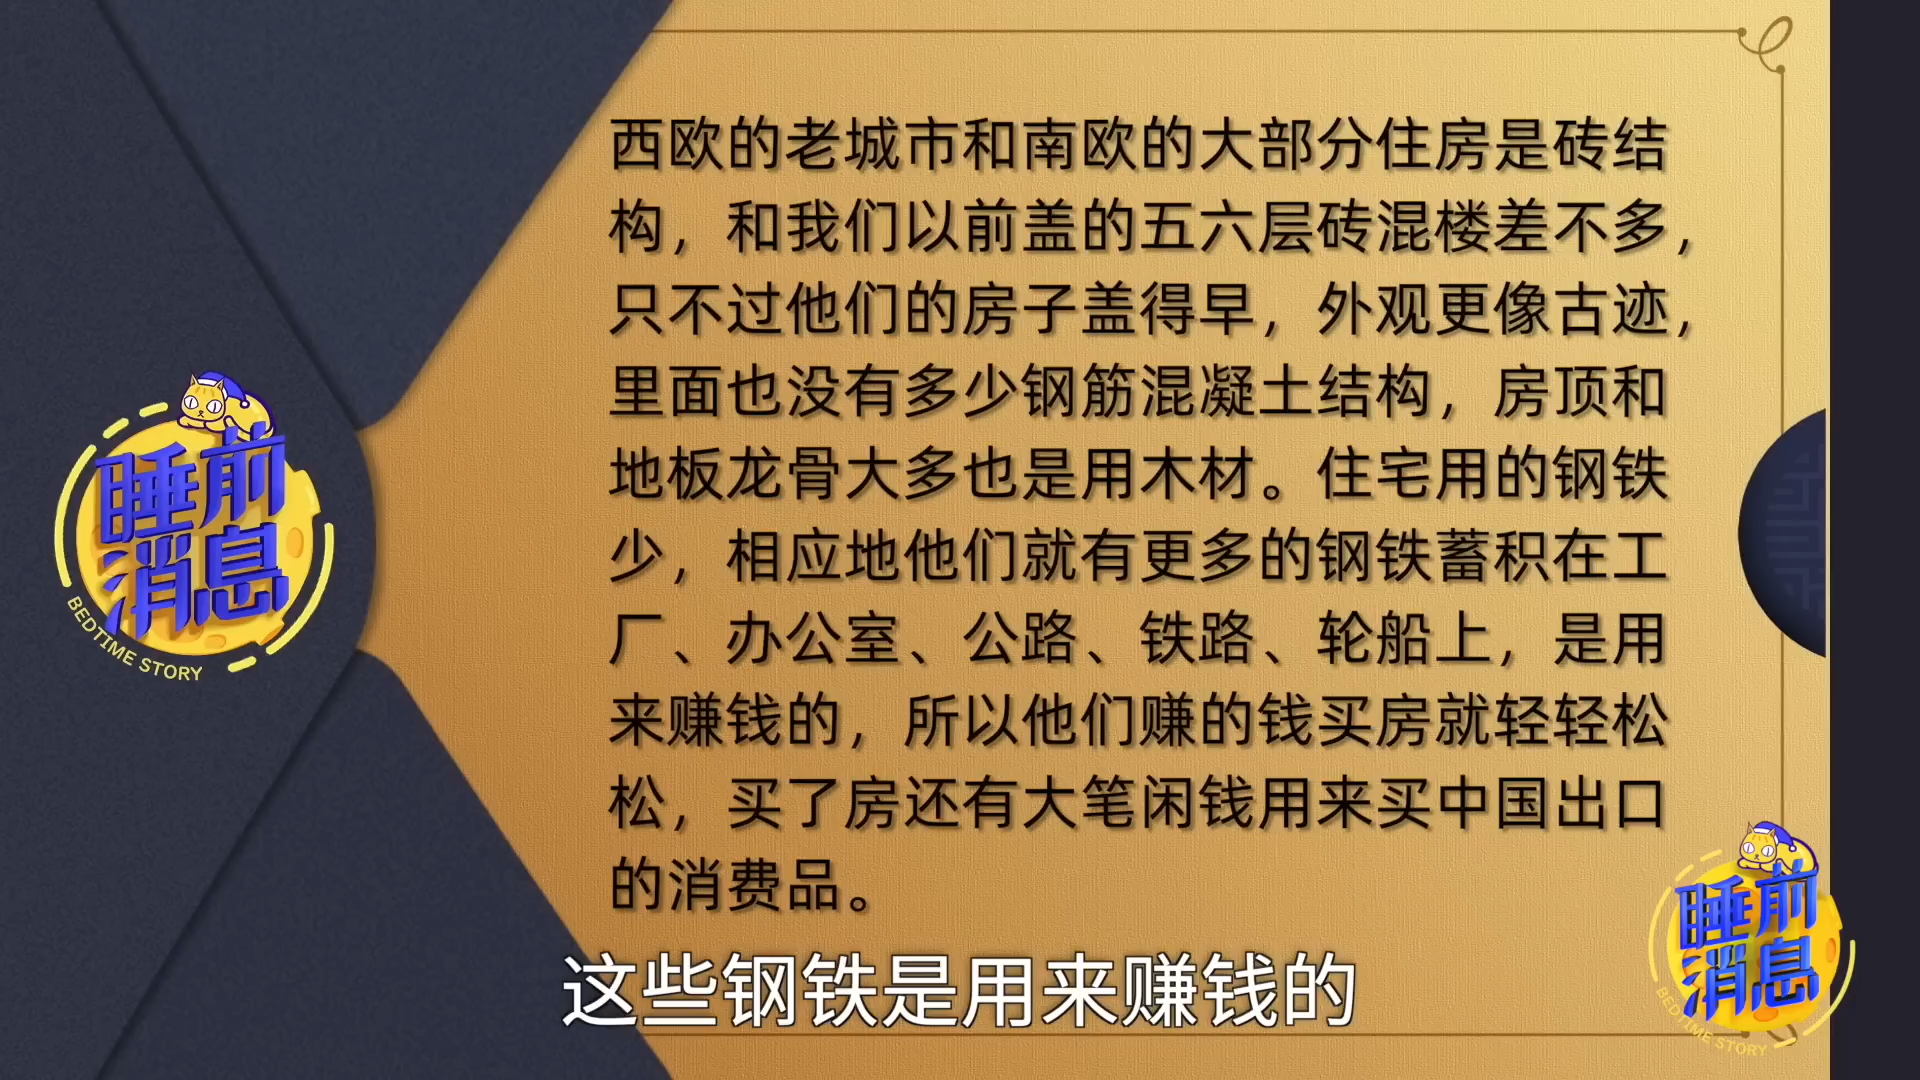 西欧的老城市和南欧的大部分住房是砖结
构，和我们以前盖的五六层砖混楼差不多，
只不过他们的房子盖得早，外观更像古迹，
里面也没有多少钢筋混凝土结构，房顶和
地板龙骨大多也是用木材。住宅用的钢铁
少，相应地他们就有更多的钢铁蓄积在工
厂、办公室、公路、铁路、轮船上，是用
来赚钱的，所以他们赚的钱买房就轻轻松
松，买了房还有大笔闲钱用来买中国出口
的消费品。
睡前
消息
BEDTIME STORY
这些钢铁是用来赚钱的
睡前
消息
BEDTIME STORY